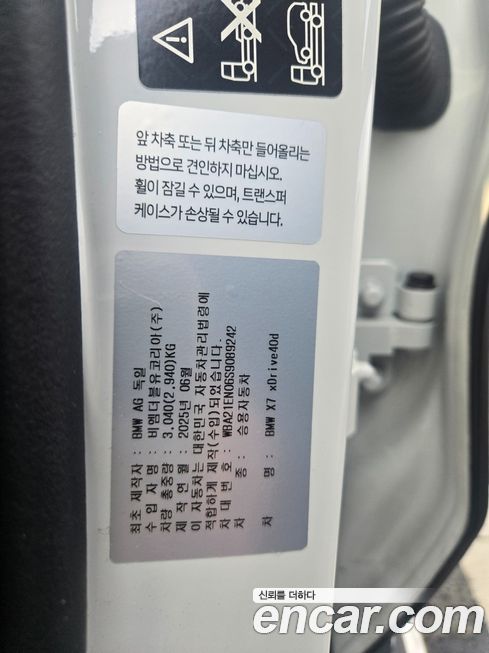 앞 차축 또는 뒤 차축만 들어올리는
방법으로 견인하지 마십시오.
휠이 잠길 수 있으며, 트랜스퍼
케이스가 손상될 수 있습니다.
최초 제작자 : BMW AG 독일
수 입 자 명 : 비엠더블유코리아(주)
차량 총중량 : 3,040(2,940)KG
제 작 연 월 : 2025년 06월
이 자동차는 대한민국 자동차관리법령에
적합하게 제작(수입)되었습니다.
차 대 번 호 : WBA21EN06S9089242
차 종 : 승용자동차
차 명 : BMW X7 xDrive40d
신뢰를 더하다
encar.com